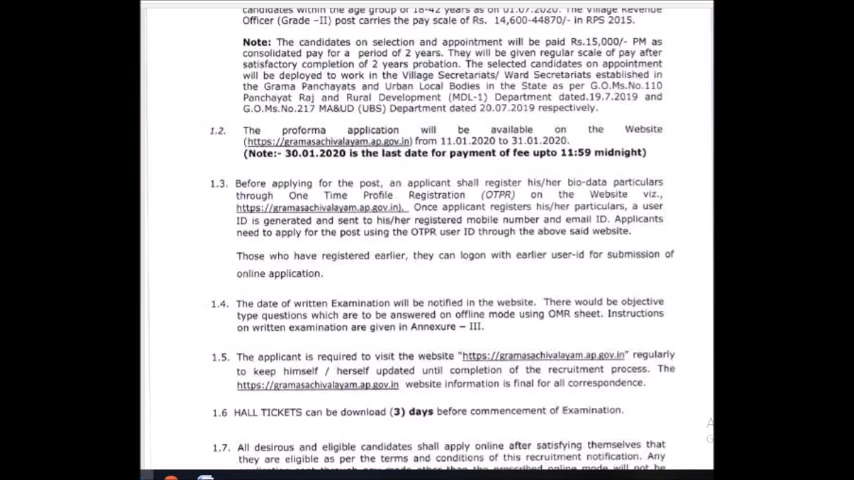 candidates within the age group of 18-42 years as on 01.07.2020. The Village Revenue
Officer (Grade –II) post carries the pay scale of Rs. 14,600-44870/- in RPS 2015.
Note: The candidates on selection and appointment will be paid Rs.15,000/- PM as
consolidated pay for a period of 2 years. They will be given regular scale of pay after
satisfactory completion of 2 years probation. The selected candidates on appointment
will be deployed to work in the Village Secretariats/ Ward Secretariats established in
the Grama Panchayats and Urban Local Bodies in the State as per G.O.Ms.No.110
Panchayat Raj and Rural Development (MDL-1) Department dated.19.7.2019 and
G.O.Ms.No.217 MA&UD (UBS) Department dated 20.07.2019 respectively.
1.2. The proforma application will be available on the Website
(https://gramasachivalayam.ap.gov.in) from 11.01.2020 to 31.01.2020.
(Note:- 30.01.2020 is the last date for payment of fee upto 11:59 midnight)
1.3. Before applying for the post, an applicant shall register his/her bio-data particulars
through One Time Profile Registration (OTPR) on the Website viz.,
https://gramasachivalayam.ap.gov.in). Once applicant registers his/her particulars, a user
ID is generated and sent to his/her registered mobile number and email ID. Applicants
need to apply for the post using the OTPR user ID through the above said website.
Those who have registered earlier, they can logon with earlier user-id for submission of
online application.
1.4. The date of written Examination will be notified in the website. There would be objective
type questions which are to be answered on offline mode using OMR sheet. Instructions
on written examination are given in Annexure – III.
1.5. The applicant is required to visit the website "https://gramasachivalayam.ap.gov.in" regularly
to keep himself / herself updated until completion of the recruitment process. The
https://gramasachivalayam.ap.gov.in website information is final for all correspondence.
1.6 HALL TICKETS can be download (3) days before commencement of Examination.
1.7. All desirous and eligible candidates shall apply online after satisfying themselves that
they are eligible as per the terms and conditions of this recruitment notification. Any